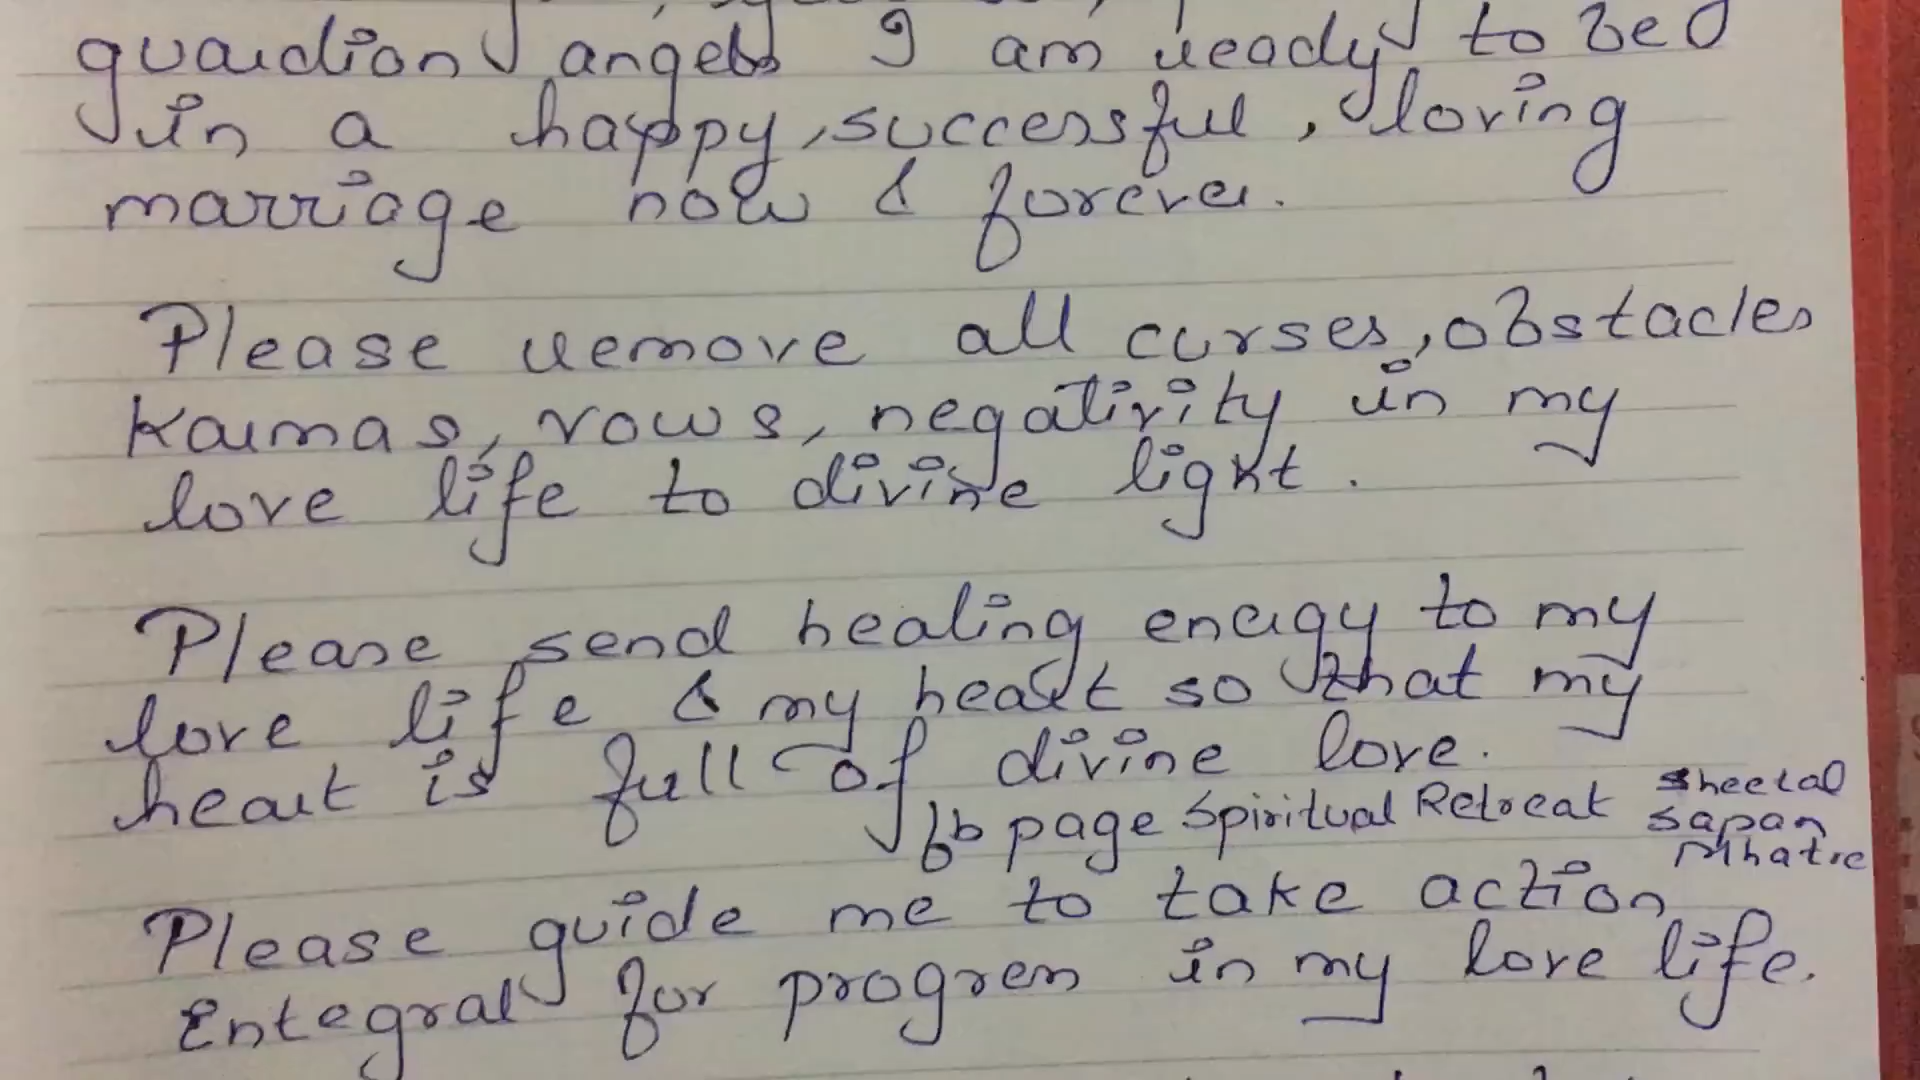 guardian angels I am ready to be
in a happy, successful, loving
marriage now & forever.
Please remove all curses, obstacles
Karmas, vows, negativity in my
love life to divine light.
Please send healing energy to my
love life & my heart so that my
heart is full of divine love.
fb page Spiritual Retreat Sheetal
Sapan
Mhatre
Please guide me to take action
Entegral for progress in my love life.